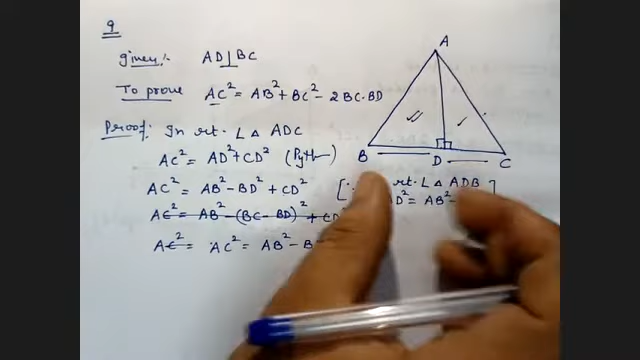 9
given:- AD⊥BC
To prove AC² = AB² + BC² - 2BC·BD
Proof: In rt. L △ ADC
AC² = AD² + CD² (Pyth)
AC² = AB² - BD² + CD² [∵ rt. L △ ADB]
AC² = AB² - (BC - BD)² + CD² D² = AB² -
AC² = AC² = AB² - B
A
B
D
C